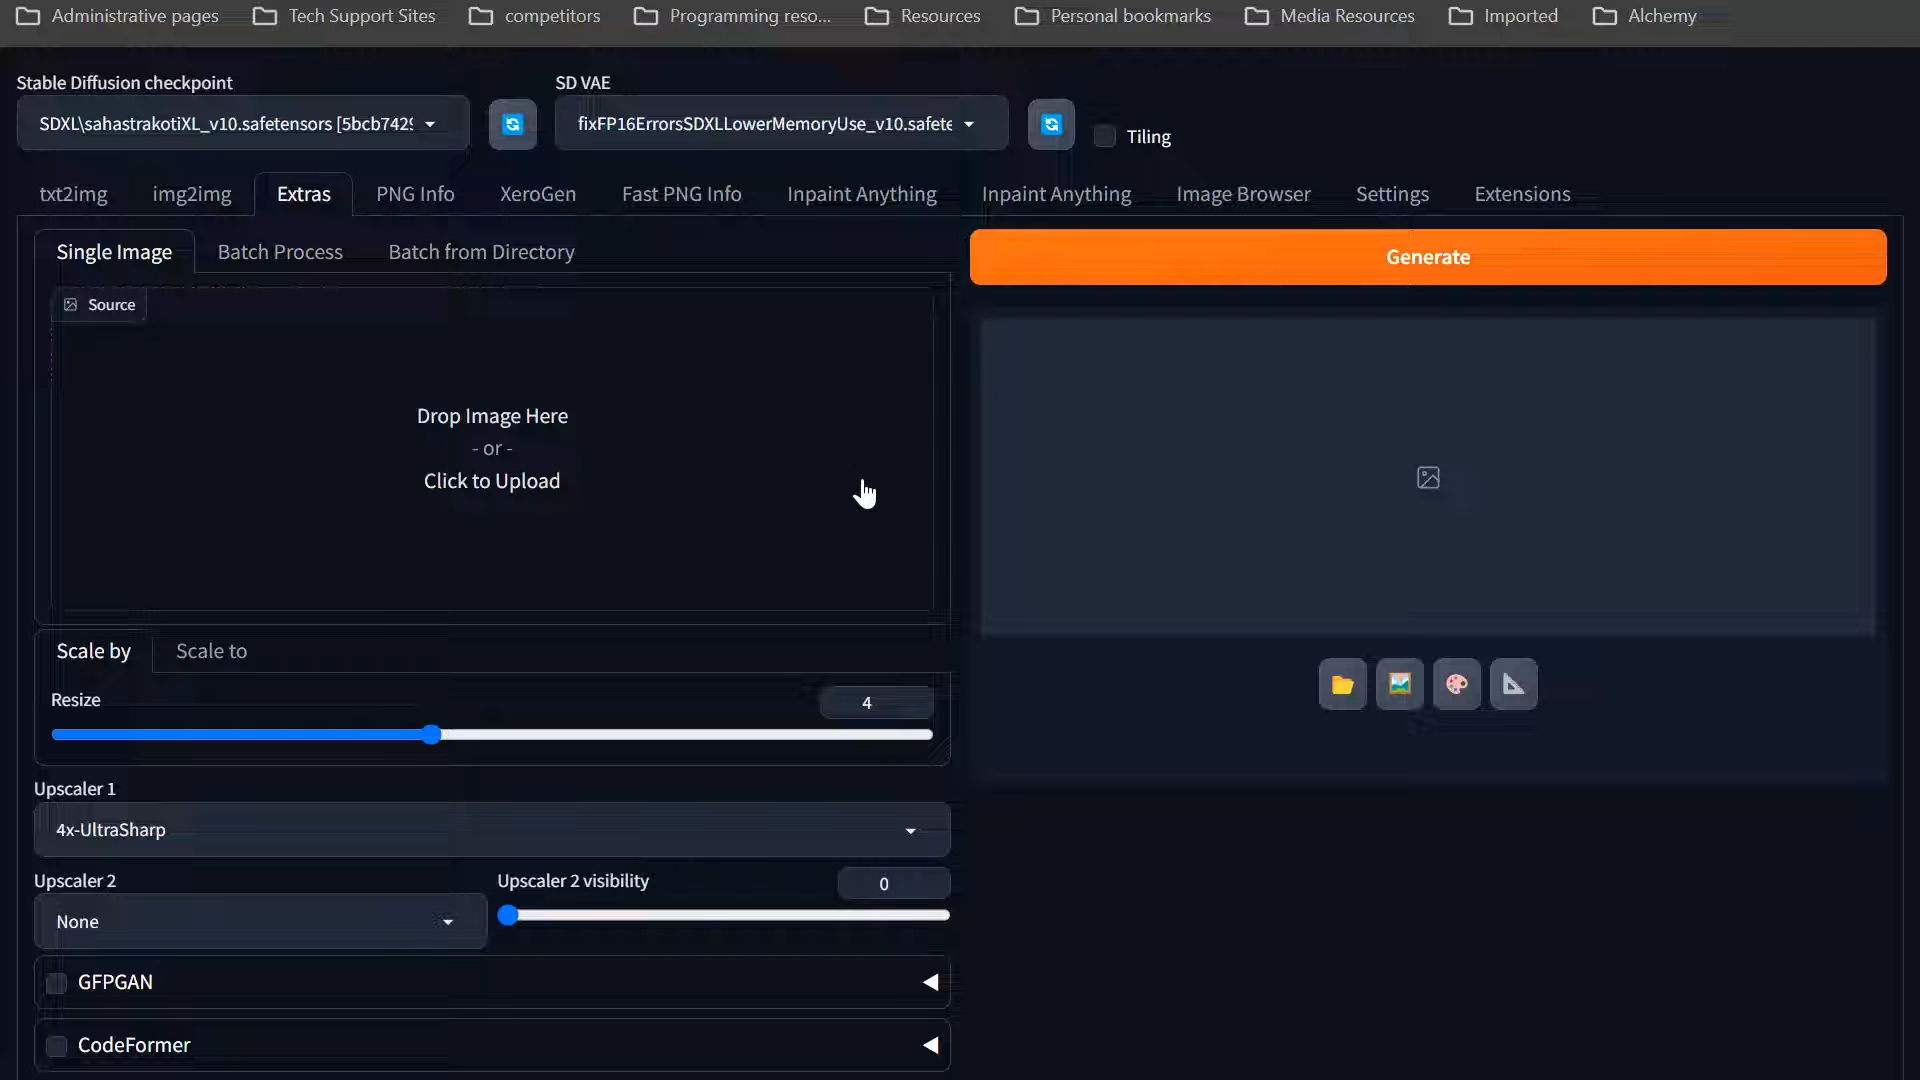 Administrative pages Tech Support Sites competitors Programming reso... Resources Personal bookmarks Media Resources Imported Alchemy
Stable Diffusion checkpoint SD VAE
SDXL\sahastrakotiXL_v10.safetensors [5bcb7429 fixFP16ErrorsSDXLLowerMemoryUse_v10.safete Tiling
txt2img img2img Extras PNG Info XeroGen Fast PNG Info Inpaint Anything Inpaint Anything Image Browser Settings Extensions
Single Image Batch Process Batch from Directory
Generate
Source
Drop Image Here
- or -
Click to Upload
Scale by Scale to
Resize 4
Upscaler 1
4x-UltraSharp
Upscaler 2 Upscaler 2 visibility 0
None
GFPGAN
CodeFormer